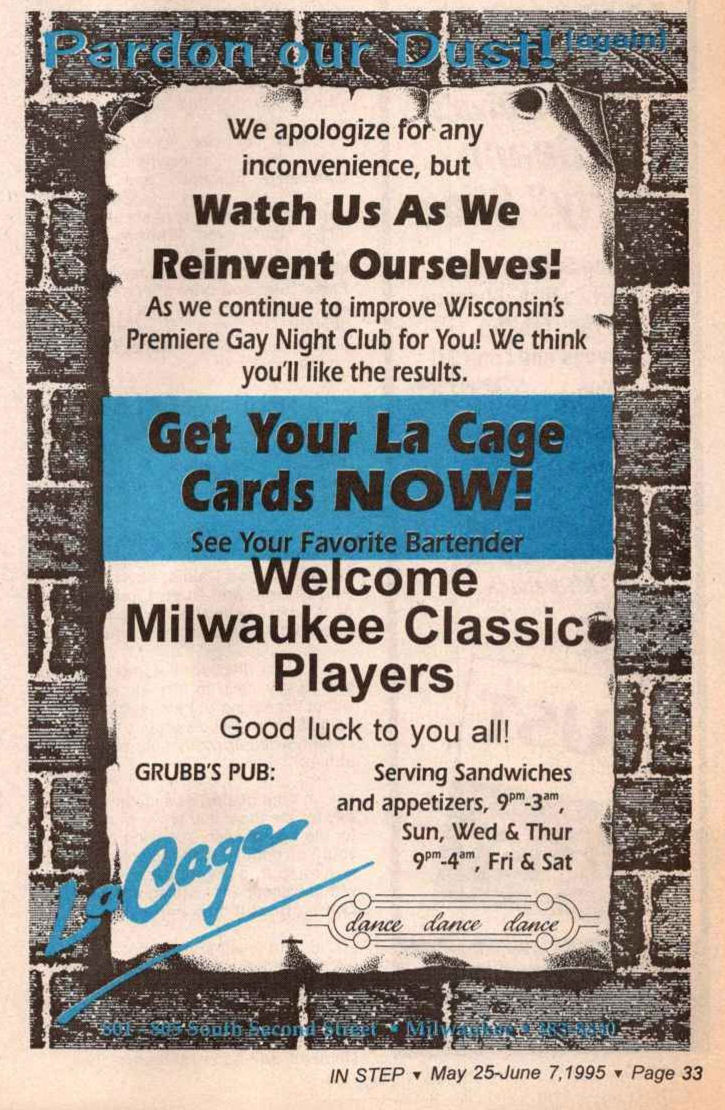 Pardon our Dust! (again)
We apologize for any
inconvenience, but
Watch Us As We
Reinvent Ourselves!
As we continue to improve Wisconsin's
Premiere Gay Night Club for You! We think
you'll like the results.
Get Your La Cage
Cards NOW!
See Your Favorite Bartender
Welcome
Milwaukee Classic
Players
Good luck to you all!
GRUBB'S PUB: Serving Sandwiches
and appetizers, 9pm-3am,
Sun, Wed & Thur
9pm-4am, Fri & Sat
La Cage
dance dance dance
801 - 805 South Second Street • Milwaukee •
IN STEP ▾ May 25-June 7,1995 ▾ Page 33